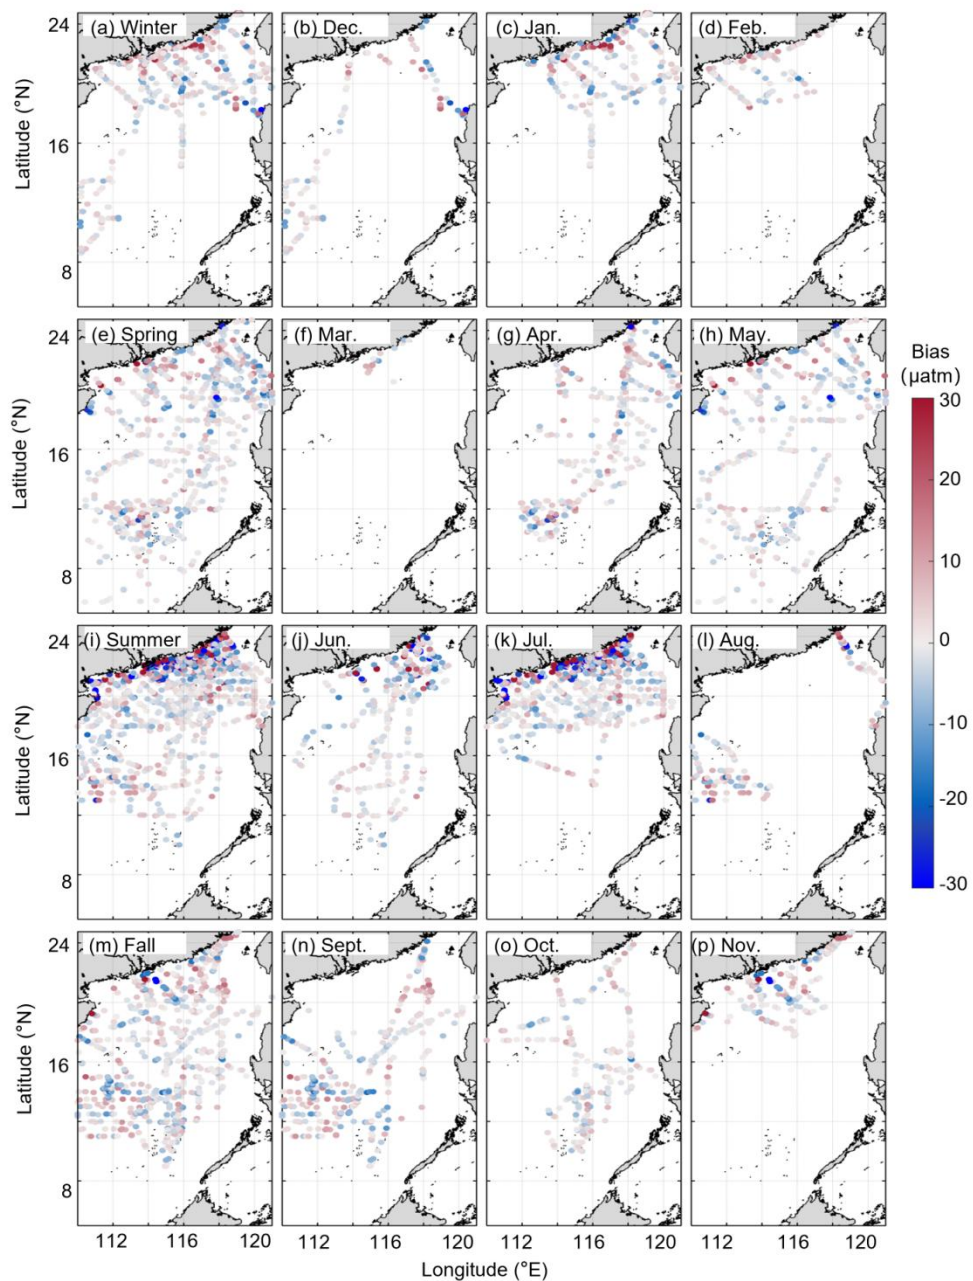 24 (a) Winter (b) Dec. (c) Jan. (d) Feb.
16
8
Latitude (°N)
24 (e) Spring (f) Mar. (g) Apr. (h) May.
16
8
Latitude (°N)
24 (i) Summer (j) Jun. (k) Jul. (l) Aug.
16
8
Latitude (°N)
24 (m) Fall (n) Sept. (o) Oct. (p) Nov.
16
8
Latitude (°N)
112 116 120 112 116 120 112 116 120 112 116 120
Longitude (°E)
Bias
(µatm)
30
20
10
0
-10
-20
-30